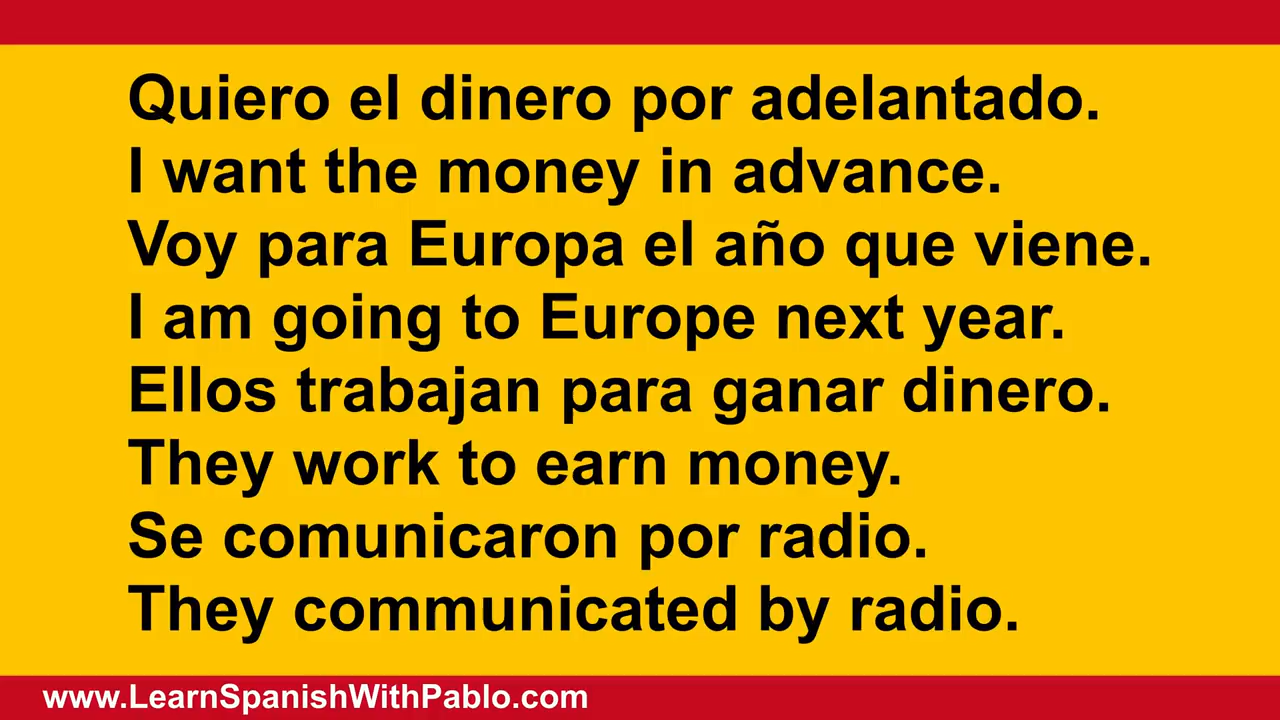 Quiero el dinero por adelantado.
I want the money in advance.
Voy para Europa el año que viene.
I am going to Europe next year.
Ellos trabajan para ganar dinero.
They work to earn money.
Se comunicaron por radio.
They communicated by radio.
www.LearnSpanishWithPablo.com